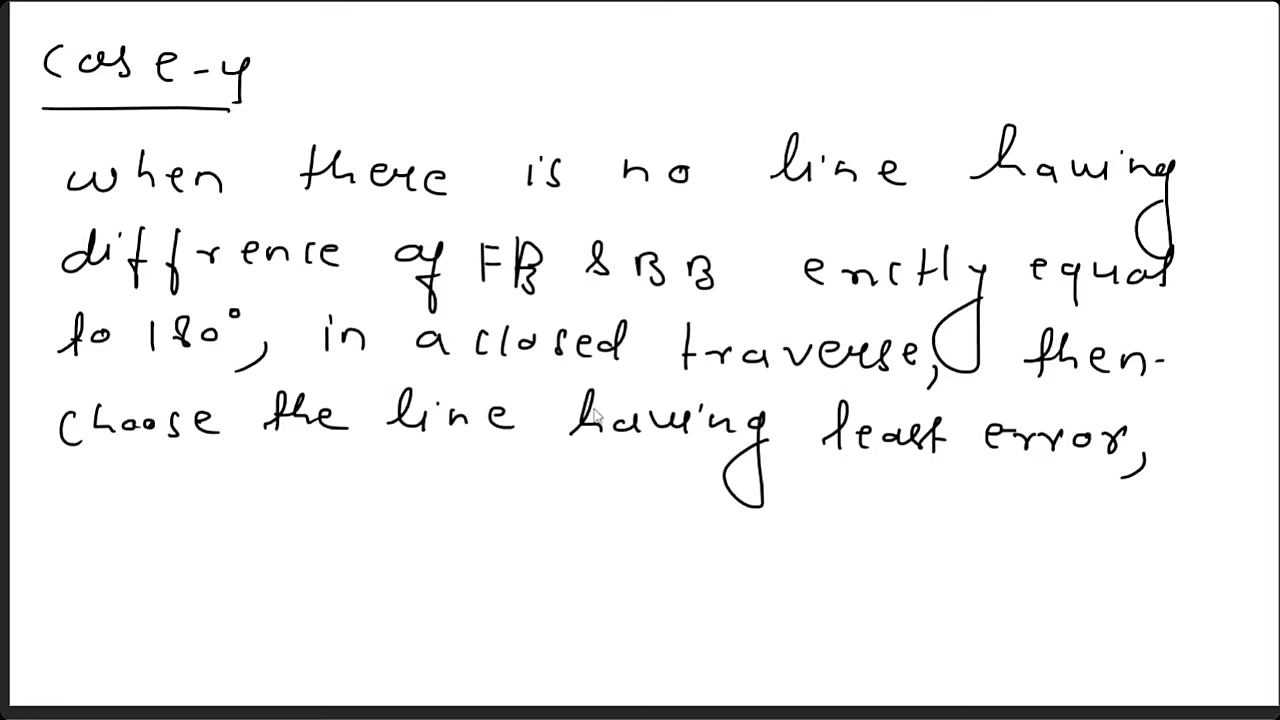 Case-4
when there is no line having
diffrence of FB & BB exactly equal
to 180°, in a closed traverse, then-
choose the line having least error,